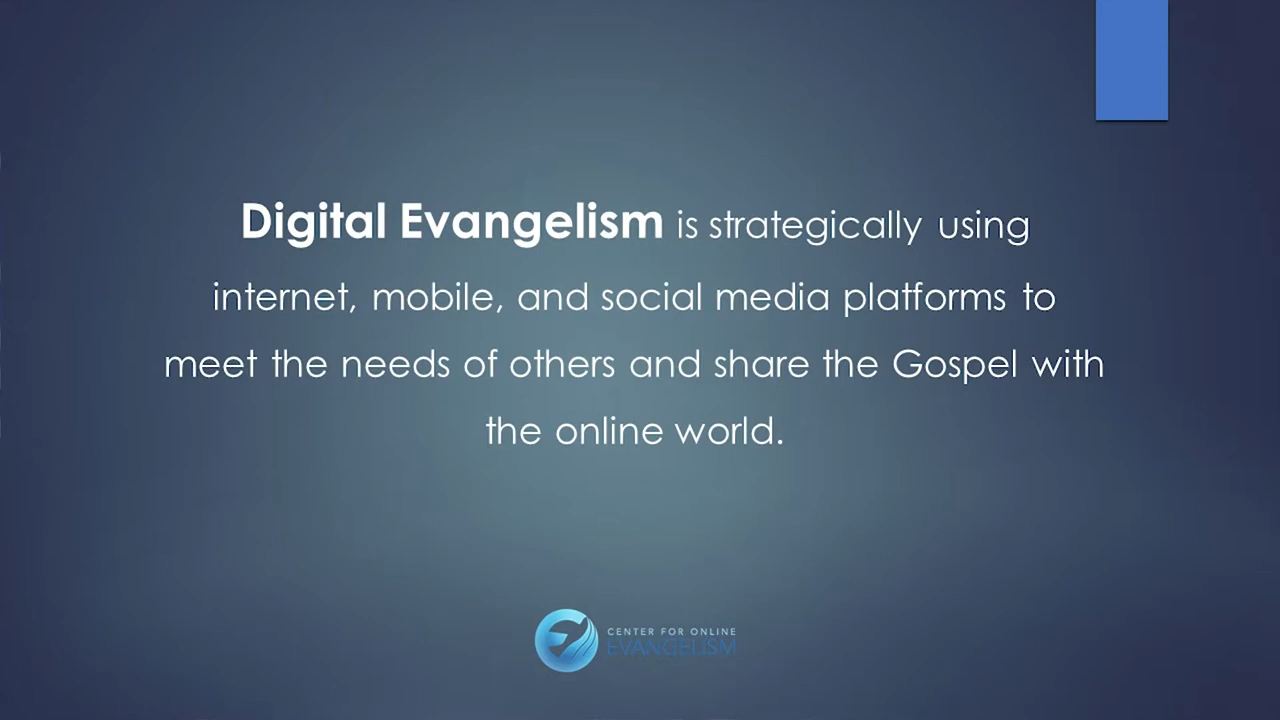 Digital Evangelism is strategically using
internet, mobile, and social media platforms to
meet the needs of others and share the Gospel with
the online world.
CENTER FOR ONLINE
EVANGELISM